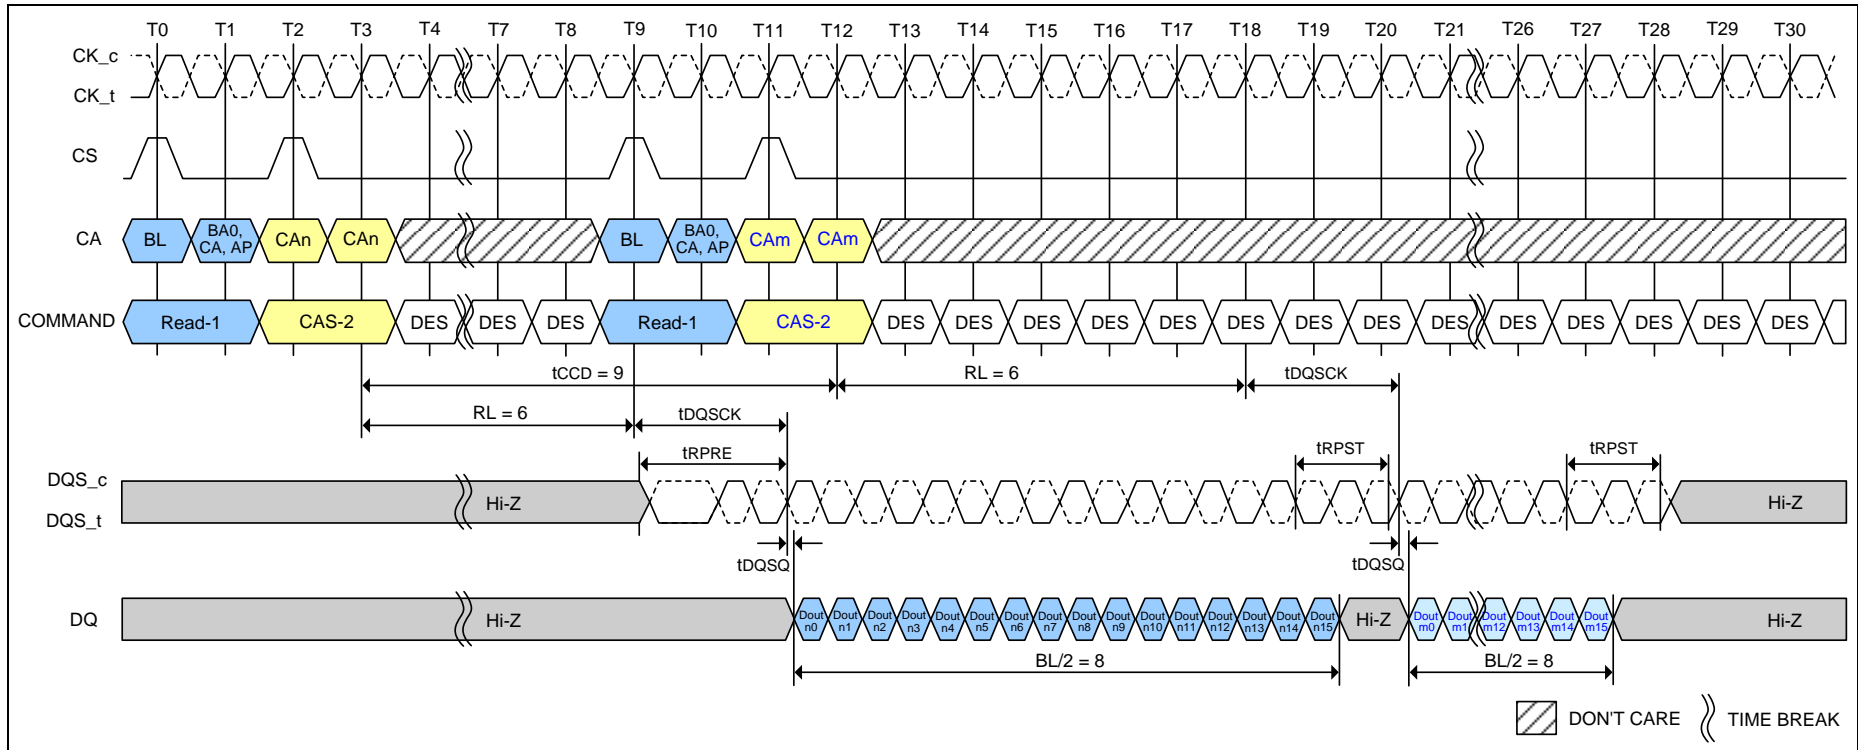 T0 T1 T2 T3 T4 T7 T8 T9 T10 T11 T12 T13 T14 T15 T16 T17 T18 T19 T20 T21 T26 T27 T28 T29 T30
CK_c
CK_t
CS
CA BL BA0, CA, AP CAn CAn BL BA0, CA, AP CAm CAm
COMMAND Read-1 CAS-2 DES DES DES Read-1 CAS-2 DES DES DES DES DES DES DES DES DES DES DES DES DES DES
tCCD = 9 RL = 6 tDQSCK
RL = 6 tDQSCK
tRPRE tRPST tRPST
DQS_c
DQS_t
Hi-Z Hi-Z
tDQSQ tDQSQ
DQ Hi-Z Dout n0 Dout n1 Dout n2 Dout n3 Dout n4 Dout n5 Dout n6 Dout n7 Dout n8 Dout n9 Dout n10 Dout n11 Dout n12 Dout n13 Dout n14 Dout n15 Hi-Z Dout m0 Dout m1 Dout m12 Dout m13 Dout m14 Dout m15 Hi-Z
BL/2 = 8 BL/2 = 8
DON'T CARE TIME BREAK